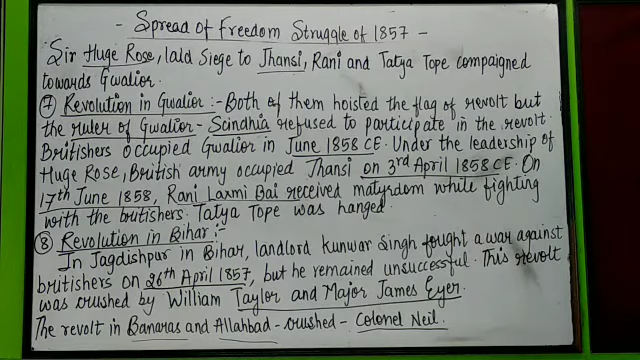 - Spread of Freedom Struggle of 1857 -
Sir Huge Rose, laid Siege to Jhansi, Rani and Tatya Tope compaigned
towards Gwalior.
⑦ Revolution in Gwalior :- Both of them hoisted the flag of revolt but
the ruler of Gwalior - Scindhia refused to participate in the revolt.
Britishers occupied Gwalior in June 1858 CE. Under the leadership of
Huge Rose, British army occupied Jhansi on 3rd April 1858 CE. On
17th June 1858, Rani Laxmi Bai received matyrdom while fighting
with the britishers. Tatya Tope was hanged.
⑧ Revolution in Bihar :-
In Jagdishpur in Bihar, landlord kunwar Singh fought a war against
britishers on 26th April 1857, but he remained unsuccessful. This revolt
was crushed by William Taylor and Major James Eyer.
The revolt in Banaras and Allahbad - crushed - Colonel Neil.